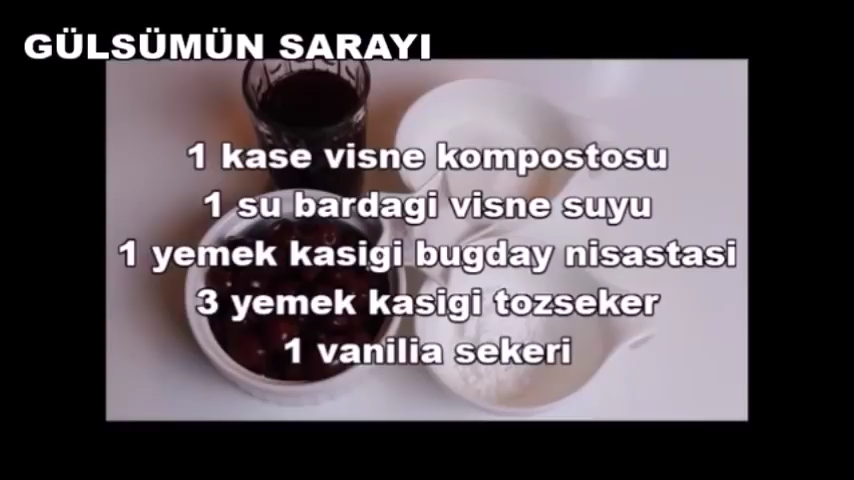 GÜLSÜMÜN SARAYI
1 kase visne kompostosu
1 su bardagi visne suyu
1 yemek kasigi bugday nisastasi
3 yemek kasigi tozseker
1 vanilia sekeri